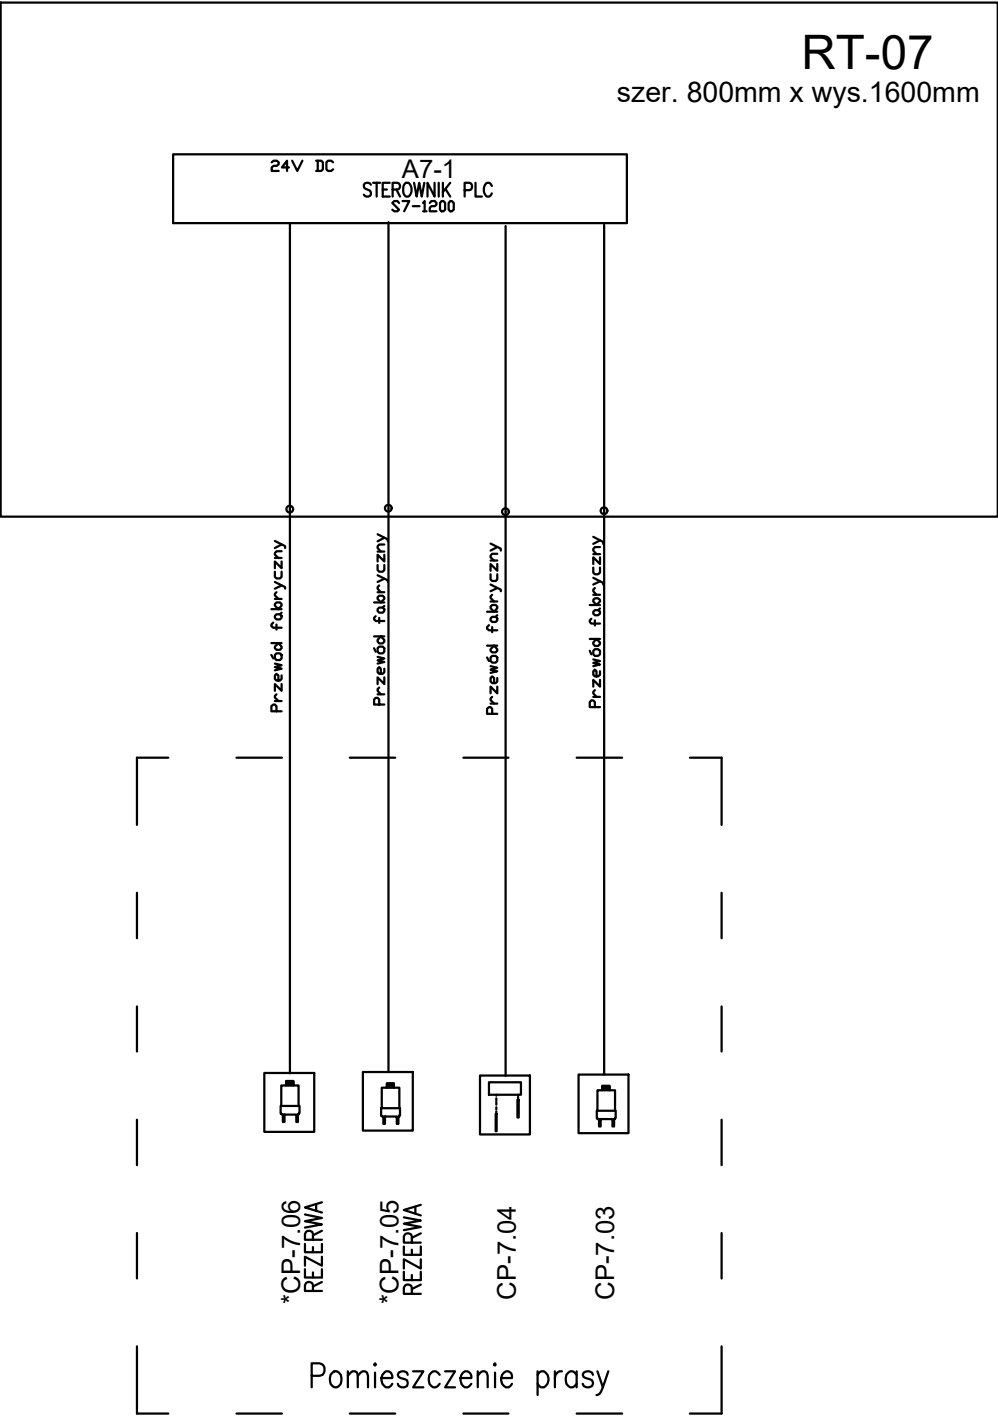 RT-07
szer. 800mm x wys.1600mm
24V DC
A7-1
STEROWNIK PLC
S7-1200
Przewód fabryczny
Przewód fabryczny
Przewód fabryczny
Przewód fabryczny
*CP-7.06
REZERWA
*CP-7.05
REZERWA
CP-7.04
CP-7.03
Pomieszczenie prasy